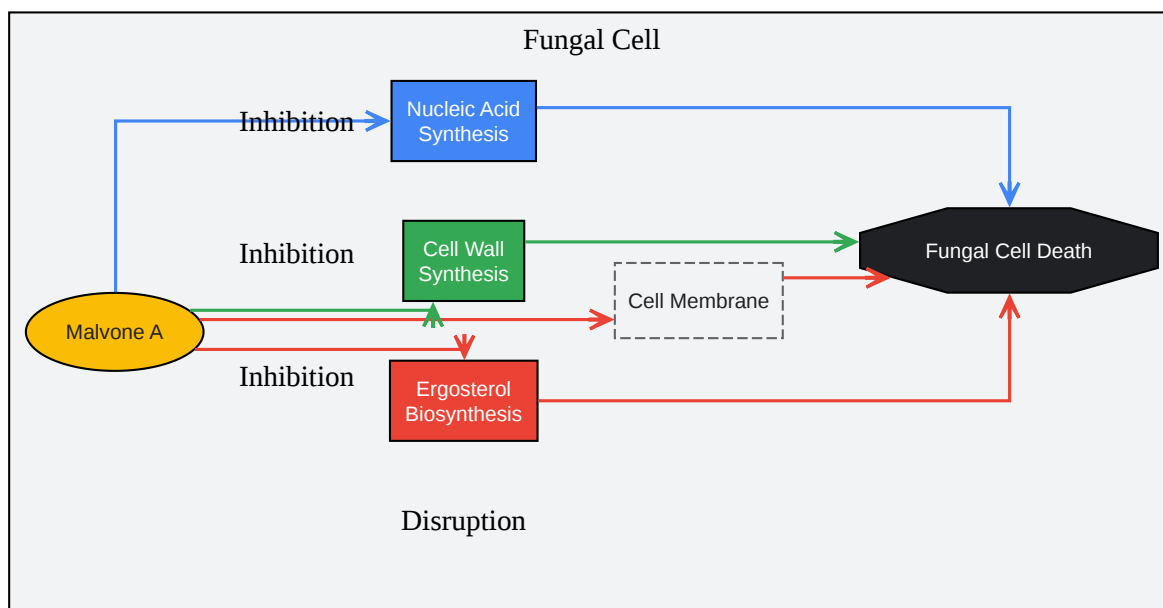 Fungal Cell
Nucleic Acid
Synthesis
Inhibition
Cell Wall
Synthesis
Inhibition
Fungal Cell Death
Cell Membrane
Malvone A
Inhibition
Ergosterol
Biosynthesis
Disruption